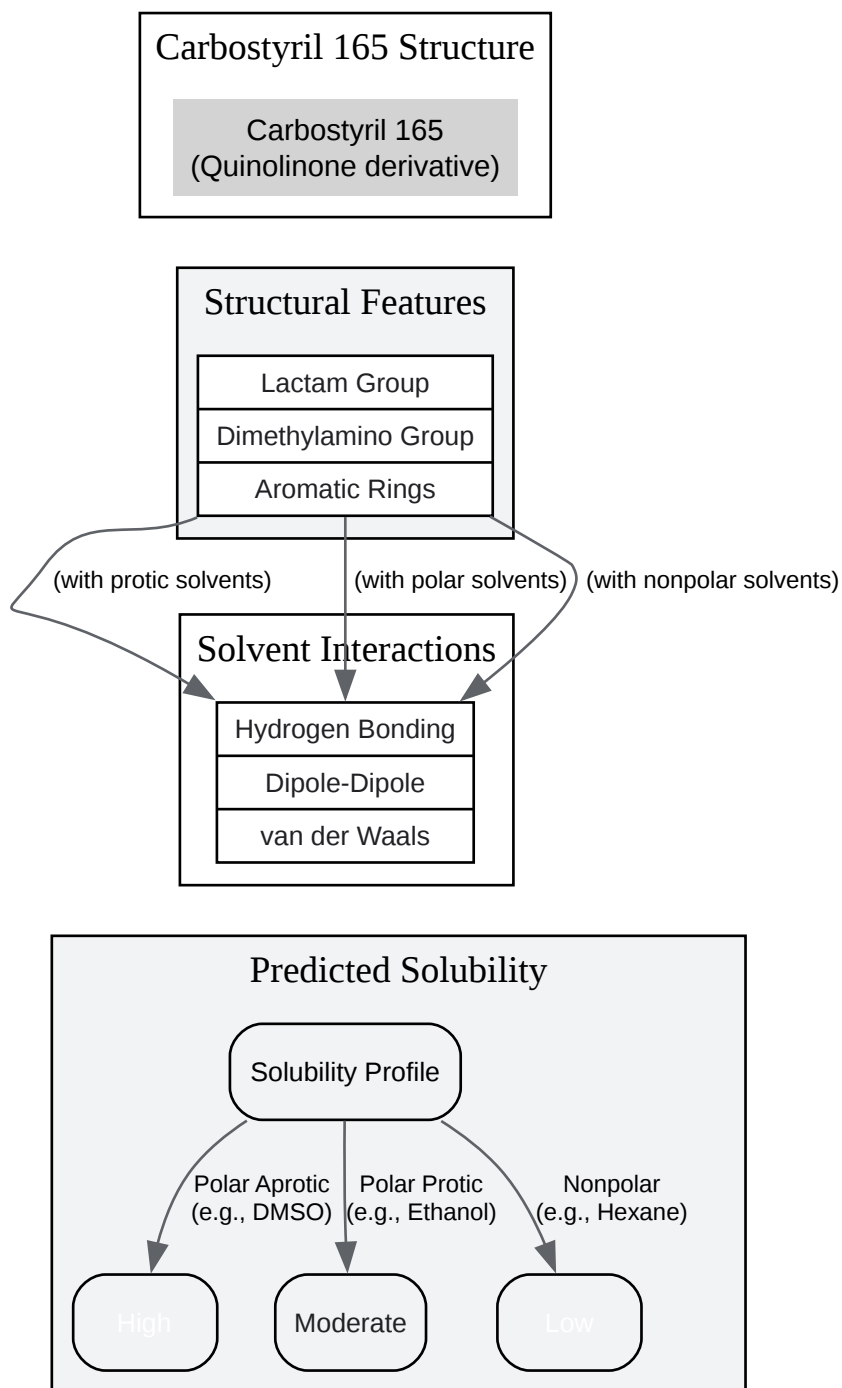 Carbostyril 165 Structure
Carbostyril 165
(Quinolinone derivative)
Structural Features
Lactam Group
Dimethylamino Group
Aromatic Rings
(with protic solvents)
(with polar solvents)
(with nonpolar solvents)
Solvent Interactions
Hydrogen Bonding
Dipole-Dipole
van der Waals
Predicted Solubility
Solubility Profile
Polar Aprotic
(e.g., DMSO)
Polar Protic
(e.g., Ethanol)
Nonpolar
(e.g., Hexane)
High
Moderate
Low